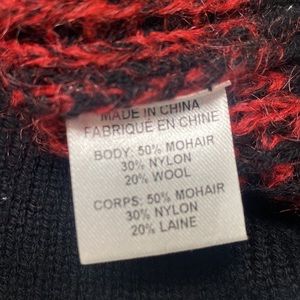 MADE IN CHINA
FABRIQUÉ EN CHINE
BODY: 50% MOHAIR
30% NYLON
20% WOOL
CORPS: 50% MOHAIR
30% NYLON
20% LAINE